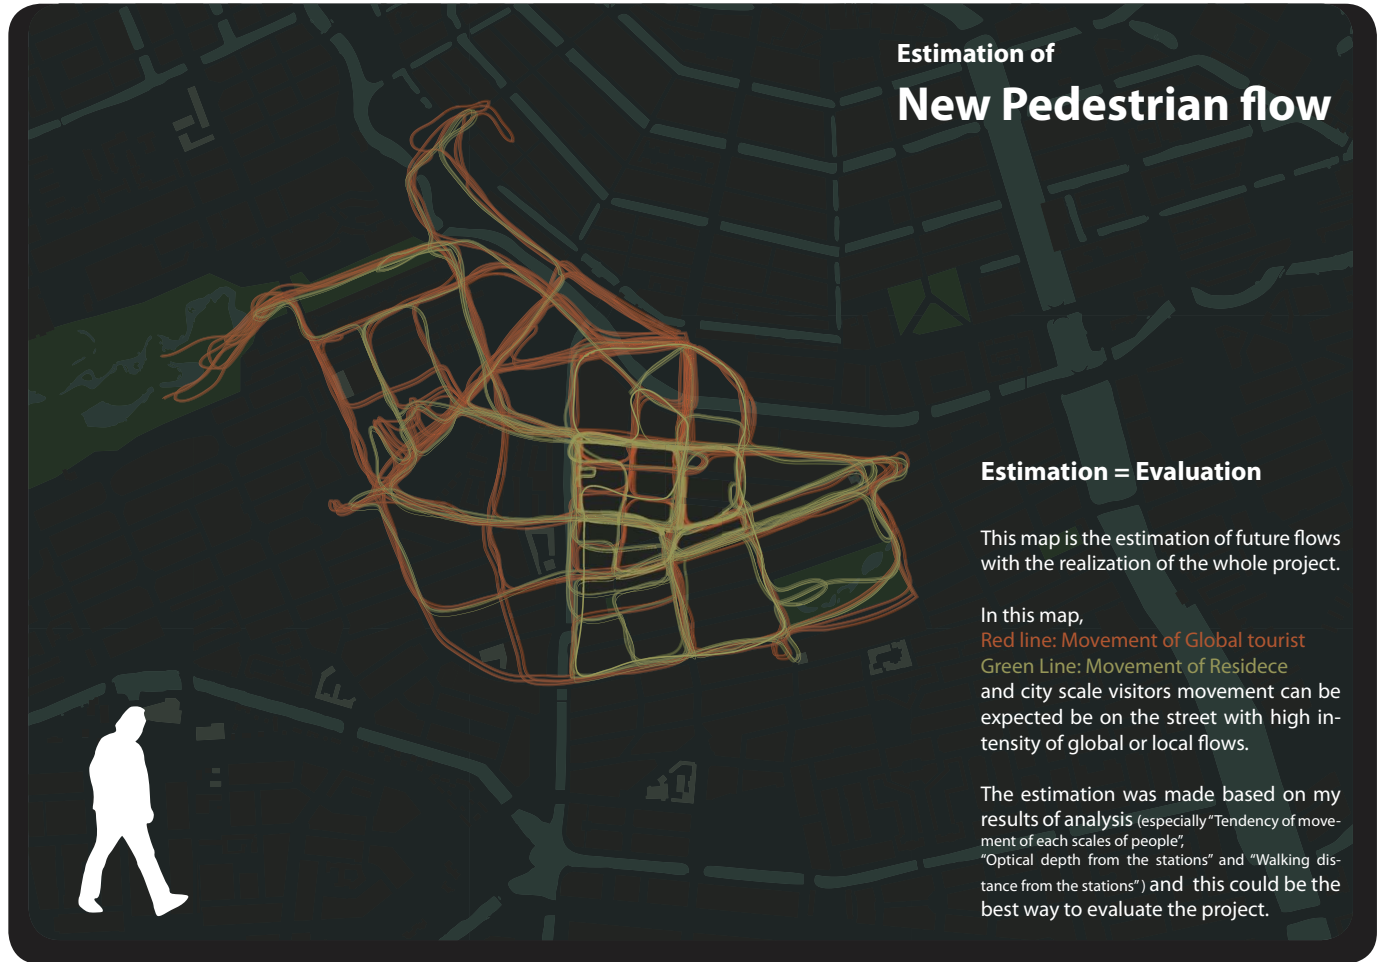 Estimation of
New Pedestrian flow
Estimation = Evaluation
This map is the estimation of future flows
with the realization of the whole project.
In this map,
Red line: Movement of Global tourist
Green Line: Movement of Residece
and city scale visitors movement can be
expected be on the street with high in-
tensity of global or local flows.
The estimation was made based on my
results of analysis (especially “Tendency of move-
ment of each scales of people”,
“Optical depth from the stations” and “Walking dis-
tance from the stations” ) and this could be the
best way to evaluate the project.